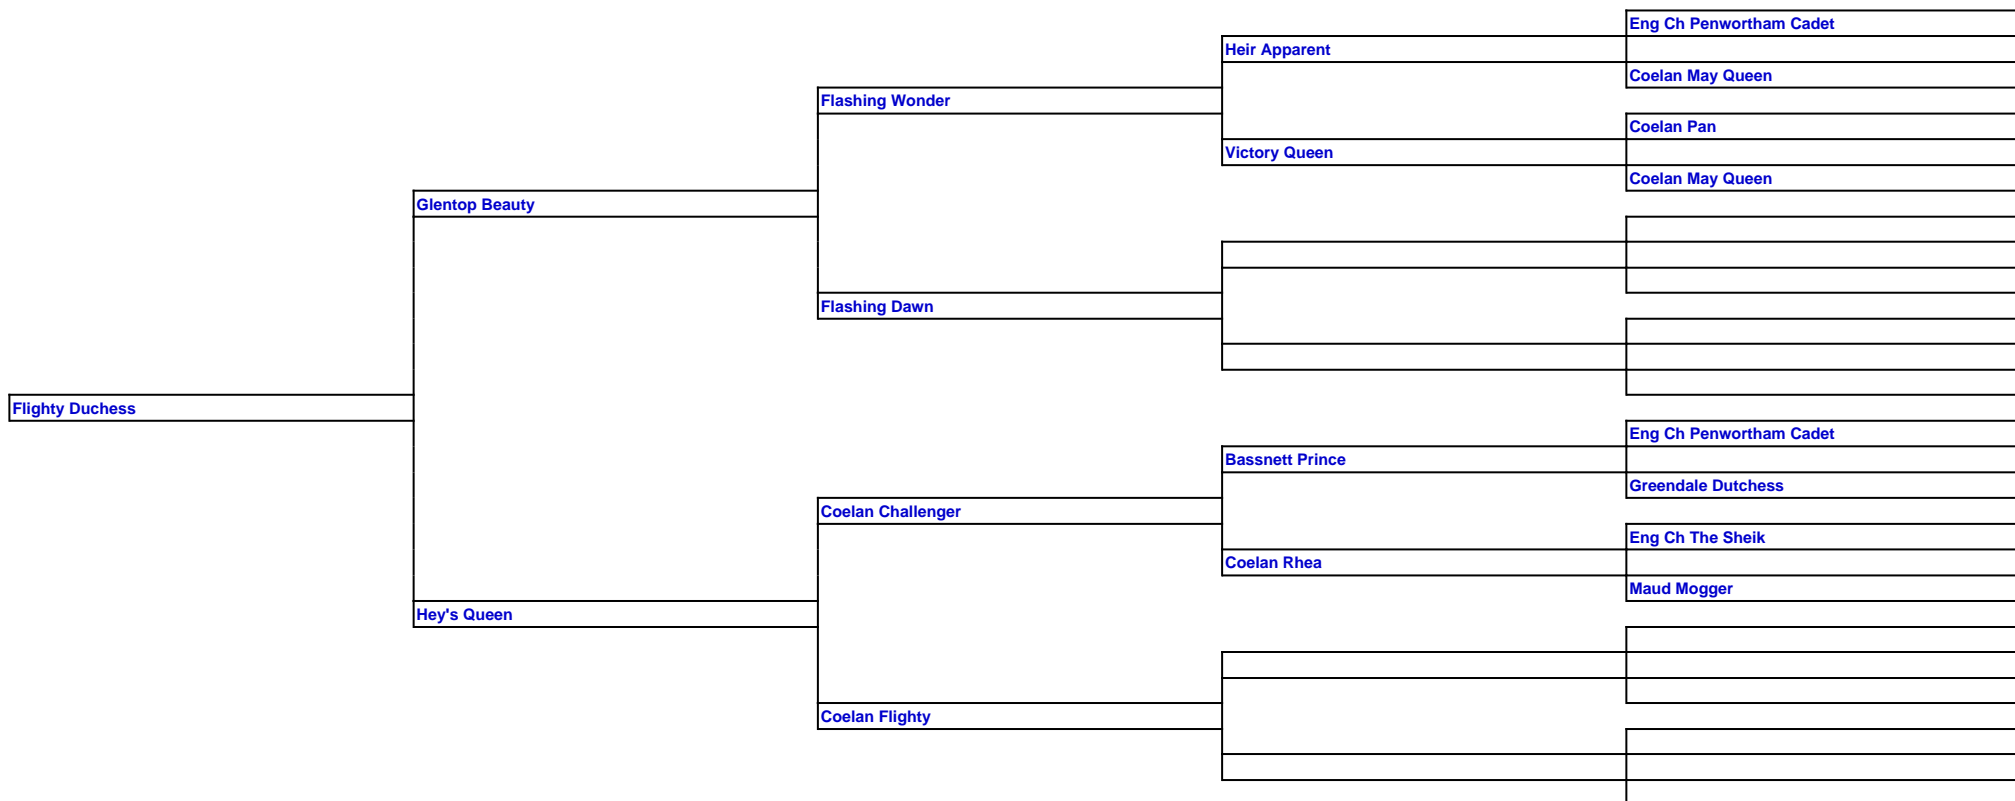 Eng Ch Penwortham Cadet
Heir Apparent
Coelan May Queen
Flashing Wonder
Coelan Pan
Victory Queen
Coelan May Queen
Glentop Beauty
Flashing Dawn
Flighty Duchess
Eng Ch Penwortham Cadet
Bassnett Prince
Greendale Dutchess
Coelan Challenger
Eng Ch The Sheik
Coelan Rhea
Maud Mogger
Hey's Queen
Coelan Flighty